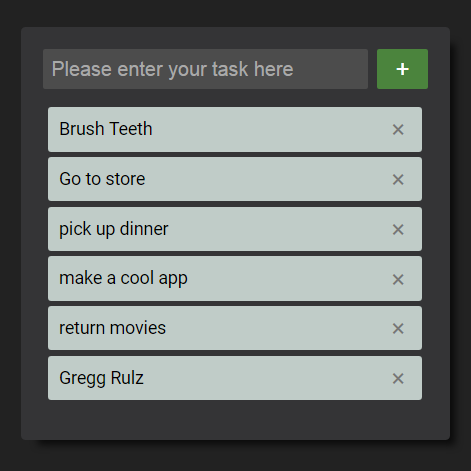 Please enter your task here +
Brush Teeth ×
Go to store ×
pick up dinner ×
make a cool app ×
return movies ×
Gregg Rulz ×